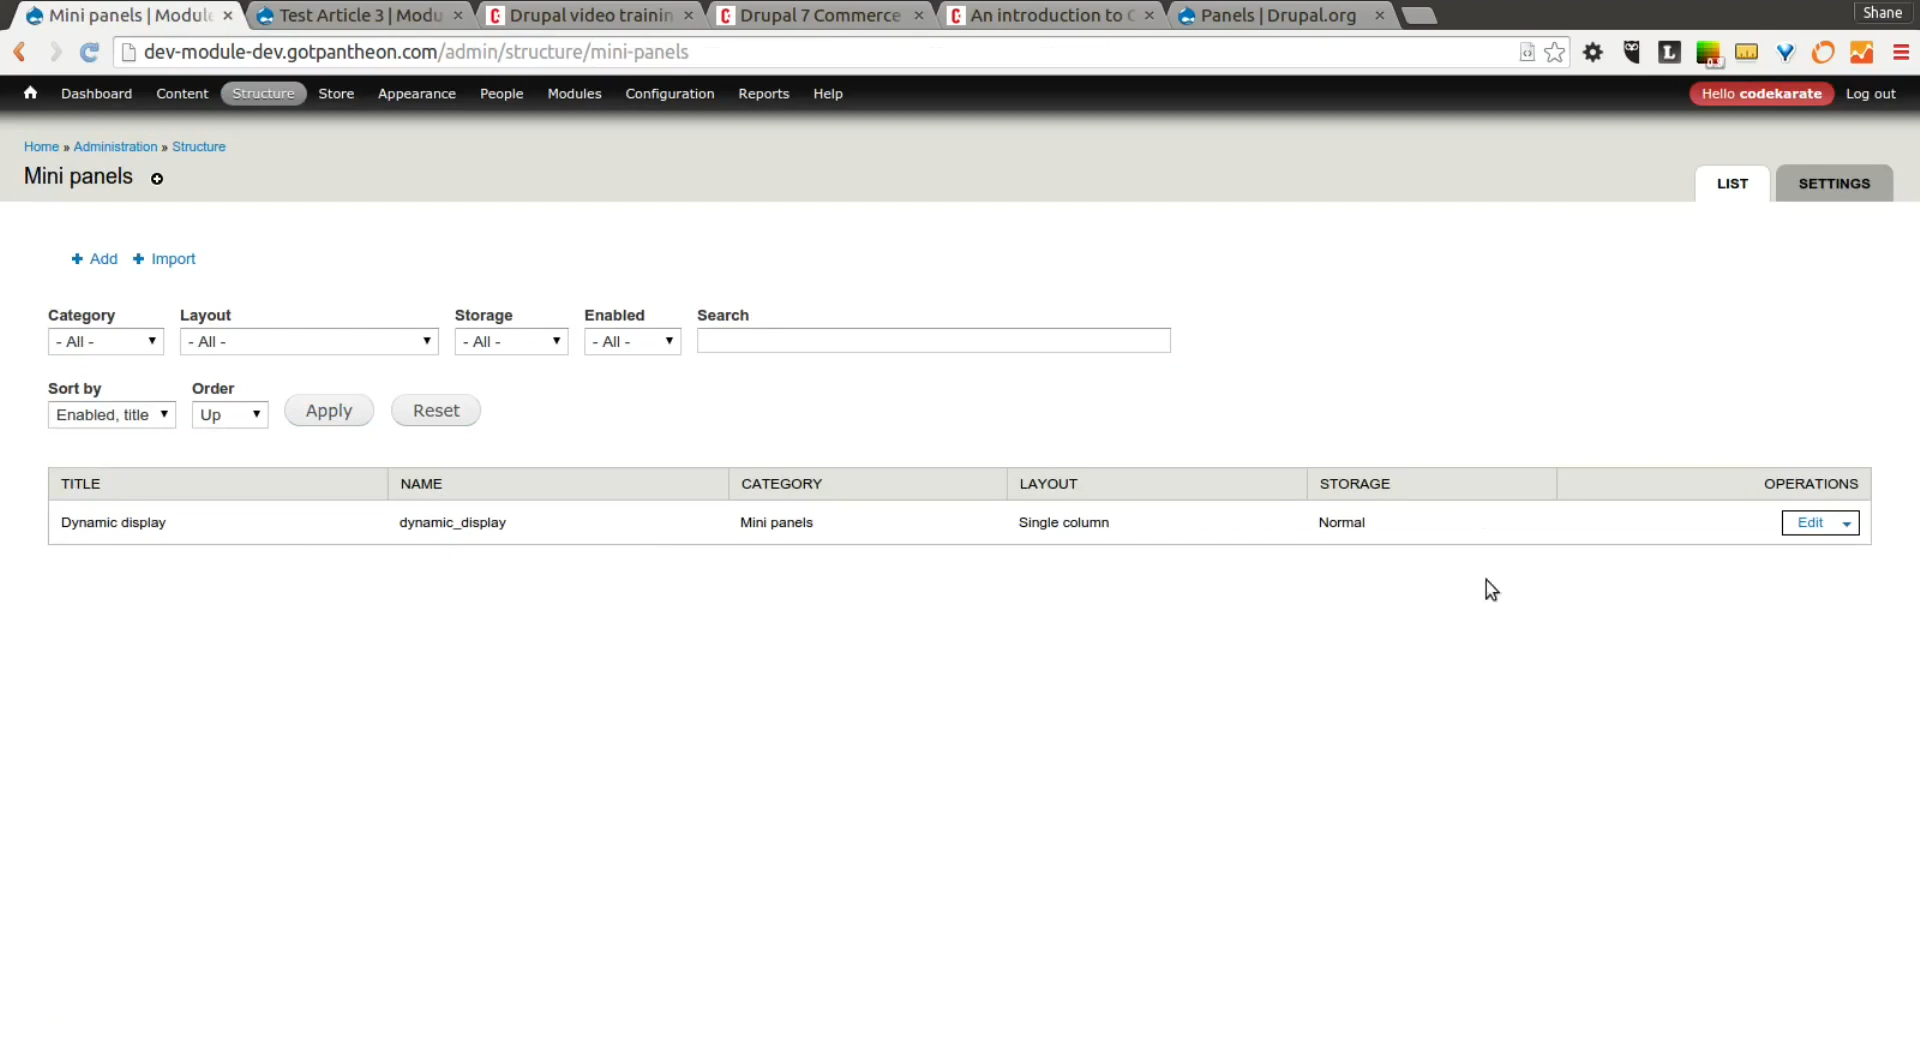 Mini panels | Module
Test Article 3 | Modu
Drupal video trainin
Drupal 7 Commerce
An introduction to C
Panels | Drupal.org
Shane
dev-module-dev.gotpantheon.com/admin/structure/mini-panels
Dashboard Content Structure Store Appearance People Modules Configuration Reports Help
Hello codekarate Log out
Home » Administration » Structure
Mini panels
LIST SETTINGS
Add Import
Category Layout Storage Enabled Search
- All - - All - - All - - All -
Sort by Order
Enabled, title Up Apply Reset
TITLE NAME CATEGORY LAYOUT STORAGE OPERATIONS
Dynamic display dynamic_display Mini panels Single column Normal Edit